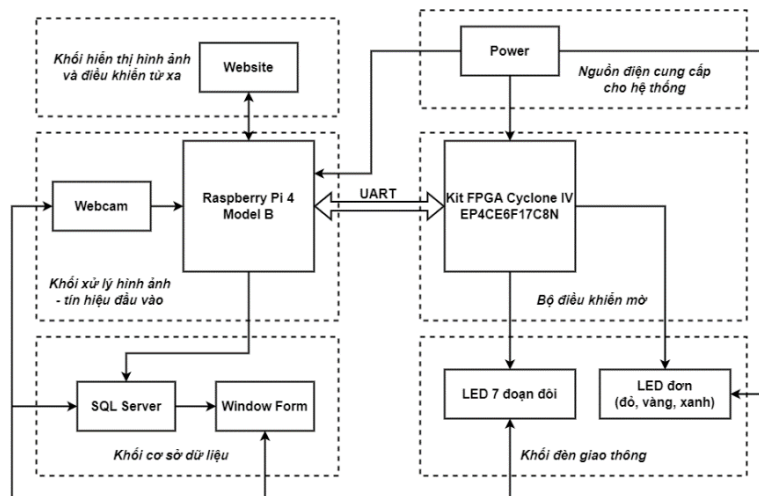 Khối hiển thị hình ảnh
và điều khiển từ xa
Website
Power
Nguồn điện cung cấp
cho hệ thống
Webcam
Raspberry Pi 4
Model B
UART
Kit FPGA Cyclone IV
EP4CE6F17C8N
Khối xử lý hình ảnh
- tín hiệu đầu vào
Bộ điều khiển mờ
SQL Server
Window Form
LED 7 đoạn đôi
LED đơn
(đỏ, vàng, xanh)
Khối cơ sở dữ liệu
Khối đèn giao thông